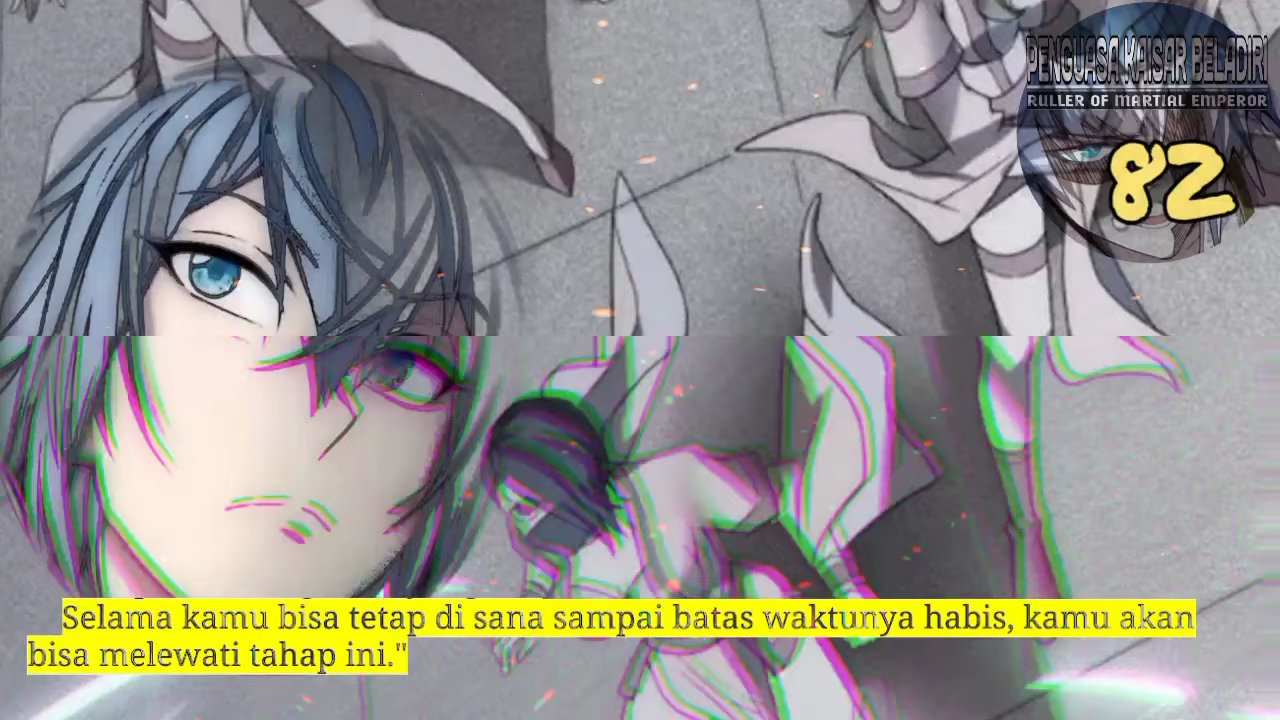 PENGUASA KAISAR BELADIRI
RULLER OF MARTIAL EMPEROR
82
Selama kamu bisa tetap di sana sampai batas waktunya habis, kamu akan
bisa melewati tahap ini."